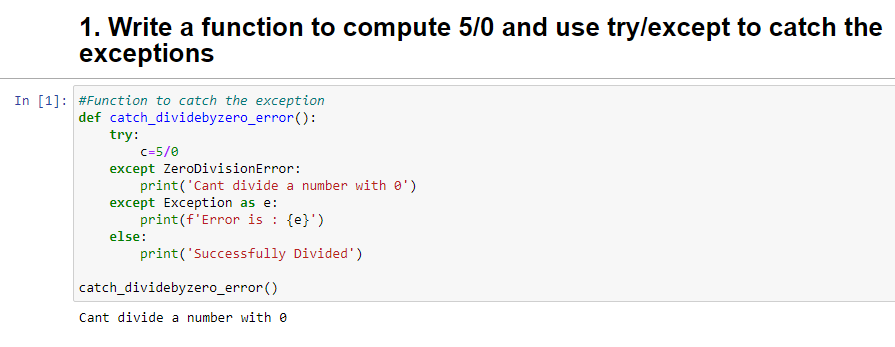 1. Write a function to compute 5/0 and use try/except to catch the
exceptions
In [1]: #Function to catch the exception
def catch_dividebyzero_error():
    try:
        c=5/0
    except ZeroDivisionError:
        print('Cant divide a number with 0')
    except Exception as e:
        print(f'Error is : {e}')
    else:
        print('Successfully Divided')
catch_dividebyzero_error()
Cant divide a number with 0